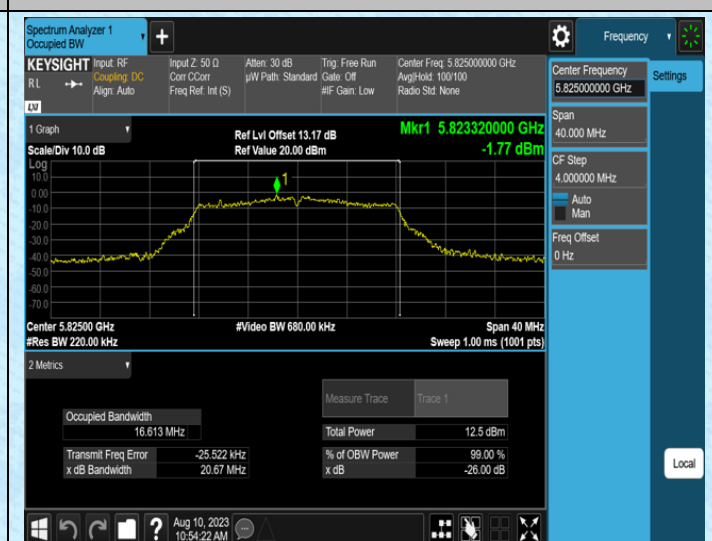 Spectrum Analyzer 1
Occupied BW
Frequency
KEYSIGHT
R L
LXI
Input: RF
Coupling: DC
Align: Auto
Input Z: 50 Ω
Corr CCorr
Freq Ref: Int (S)
Atten: 30 dB
µW Path: Standard
Trig: Free Run
Gate: Off
#IF Gain: Low
Center Freq: 5.825000000 GHz
Avg|Hold: 100/100
Radio Std: None
1 Graph
Scale/Div 10.0 dB
Ref Lvl Offset 13.17 dB
Ref Value 20.00 dBm
Mkr1 5.823320000 GHz
-1.77 dBm
Log
10.0
0.00
-10.0
-20.0
-30.0
-40.0
-50.0
-60.0
-70.0
1
Center 5.82500 GHz
#Res BW 220.00 kHz
#Video BW 680.00 kHz
Span 40 MHz
Sweep 1.00 ms (1001 pts)
2 Metrics
Measure Trace Trace 1
Occupied Bandwidth
16.613 MHz
Total Power 12.5 dBm
Transmit Freq Error -25.522 kHz
x dB Bandwidth 20.67 MHz
% of OBW Power 99.00 %
x dB -26.00 dB
Aug 10, 2023
10:54:22 AM
Center Frequency
5.825000000 GHz
Span
40.000 MHz
CF Step
4.000000 MHz
Auto
Man
Freq Offset
0 Hz
Settings
Local